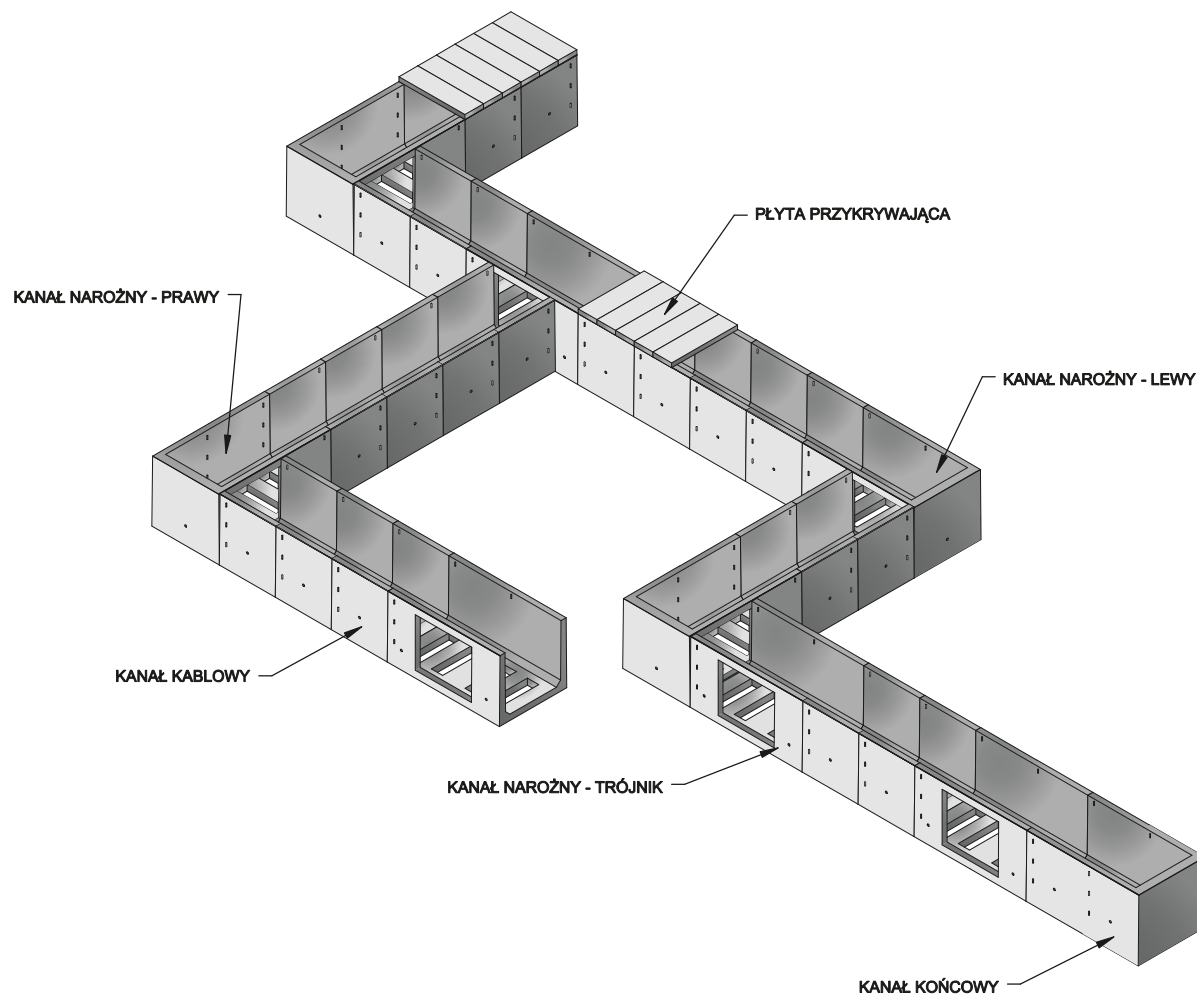 PŁYTA PRZYKRYWAJĄCA
KANAŁ NAROŻNY - PRAWY
KANAŁ NAROŻNY - LEWY
KANAŁ KABLOWY
KANAŁ NAROŻNY - TRÓJNIK
KANAŁ KOŃCOWY